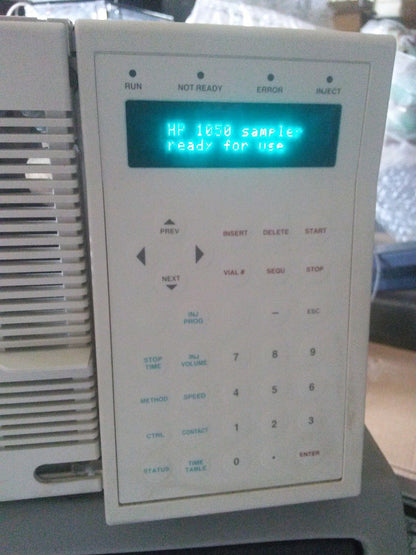 RUN NOT READY ERROR INJECT
HP 1050 sampler
ready for use
PREV INSERT DELETE START
NEXT VIAL # SEQU STOP
INJ PROG – ESC
STOP TIME INJ VOLUME 7 8 9
METHOD SPEED 4 5 6
CTRL CONTACT 1 2 3
STATUS TIME TABLE 0 . ENTER